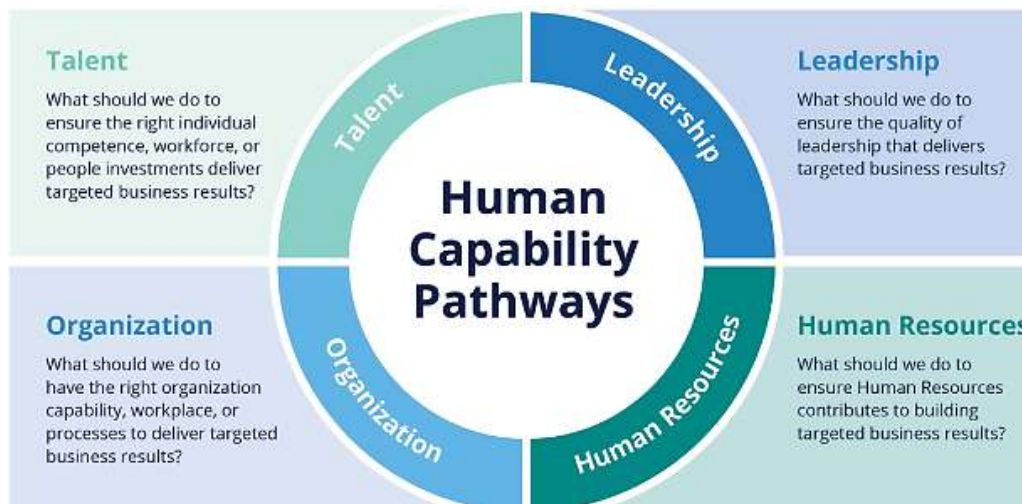 Talent
What should we do to
ensure the right individual
competence, workforce, or
people investments deliver
targeted business results?
Talent
Leadership
Leadership
What should we do to
ensure the quality of
leadership that delivers
targeted business results?
Human
Capability
Pathways
Organization
What should we do to
have the right organization
capability, workplace, or
processes to deliver targeted
business results?
Organization
Human Resources
Human Resources
What should we do to
ensure Human Resources
contributes to building
targeted business results?